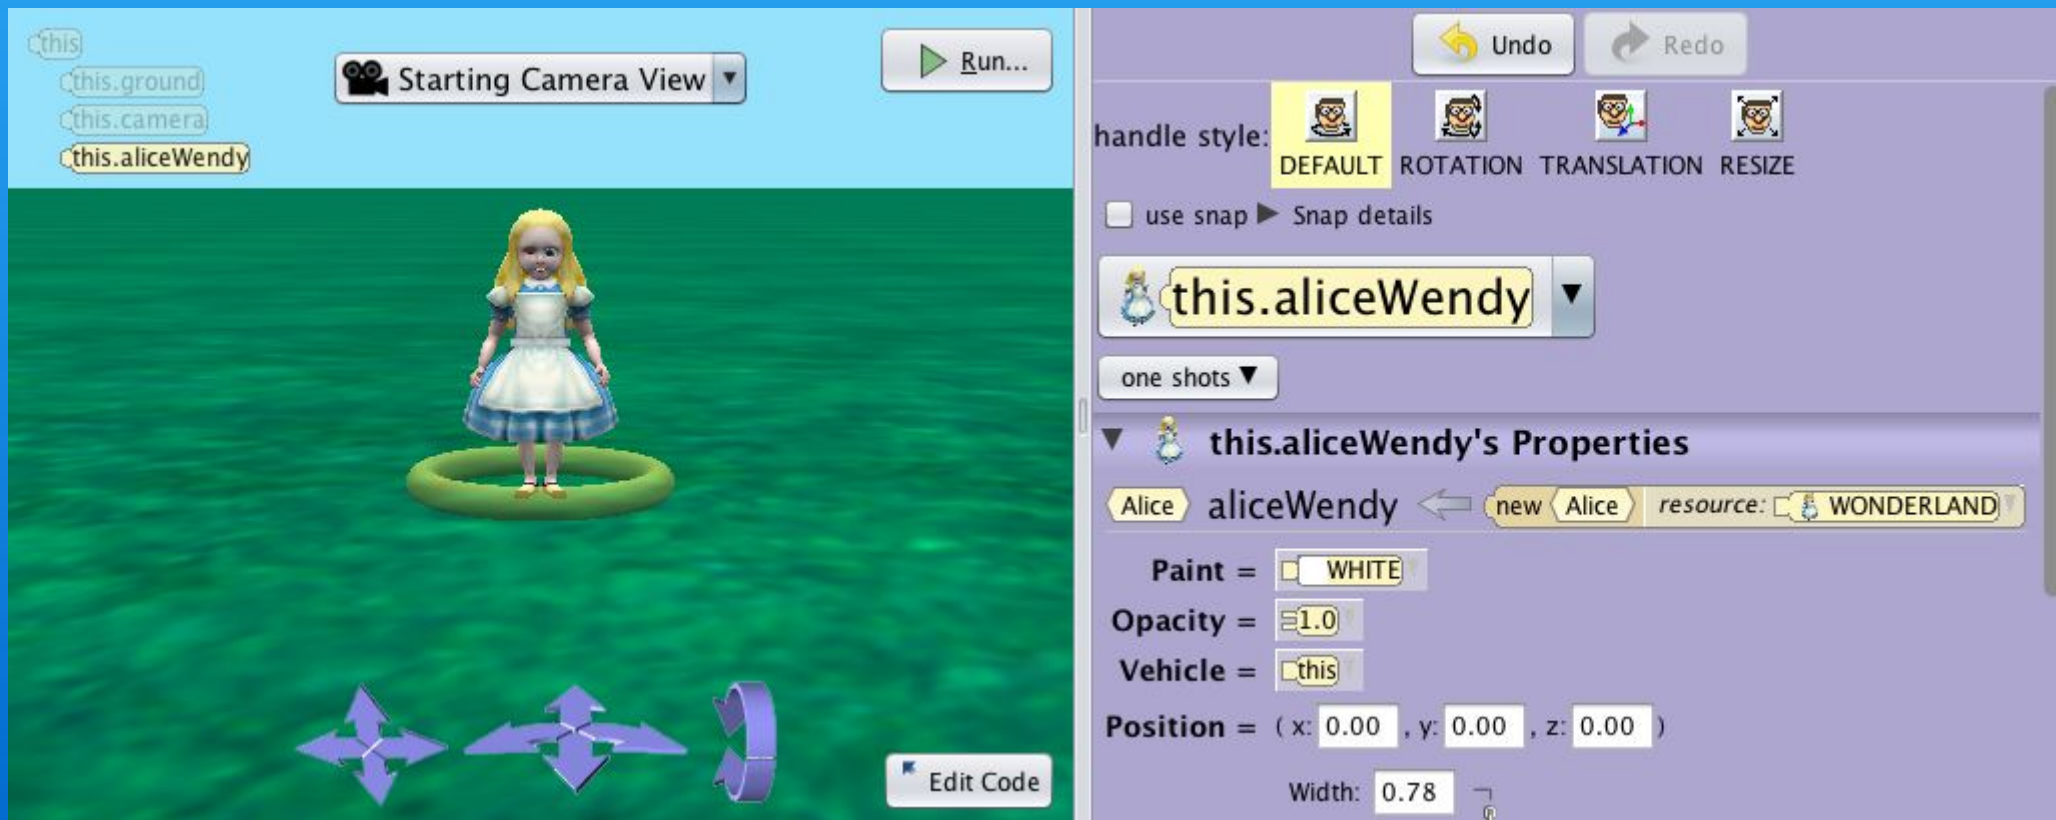 this
this.ground
this.camera
this.aliceWendy
Starting Camera View
Run...
Edit Code
Undo
Redo
handle style:
DEFAULT ROTATION TRANSLATION RESIZE
use snap Snap details
this.aliceWendy
one shots
this.aliceWendy's Properties
Alice aliceWendy new Alice resource: WONDERLAND
Paint = WHITE
Opacity = 1.0
Vehicle = this
Position = ( x: 0.00 , y: 0.00 , z: 0.00 )
Width: 0.78